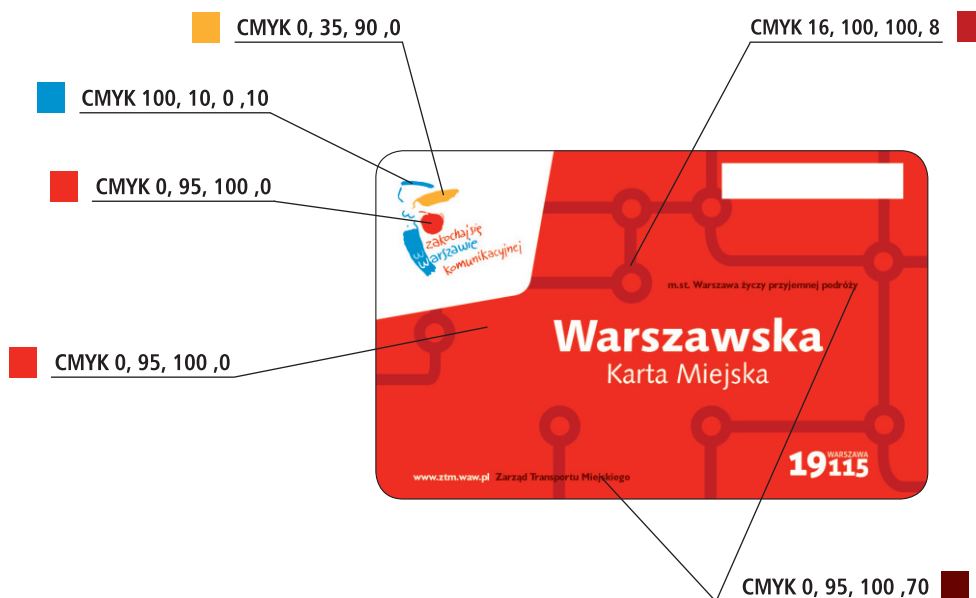 CMYK 0, 35, 90 ,0
CMYK 16, 100, 100, 8
CMYK 100, 10, 0 ,10
CMYK 0, 95, 100 ,0
zakochaj się
w warszawie
komunikacyjnej
m.st. Warszawa życzy przyjemnej podróży
Warszawska
Karta Miejska
CMYK 0, 95, 100 ,0
19 WARSZAWA
115
www.ztm.waw.pl Zarząd Transportu Miejskiego
CMYK 0, 95, 100 ,70